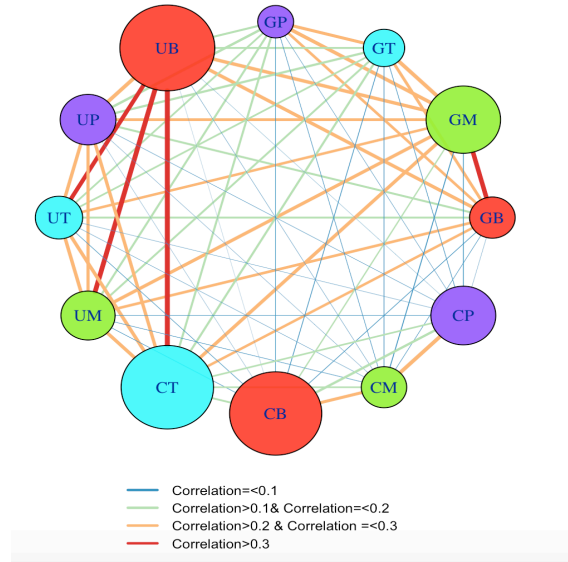 GP
UB
GT
UP
GM
UT
GB
UM
CP
CT
CM
CB
Correlation=<0.1
Correlation>0.1& Correlation=<0.2
Correlation>0.2 & Correlation =<0.3
Correlation>0.3